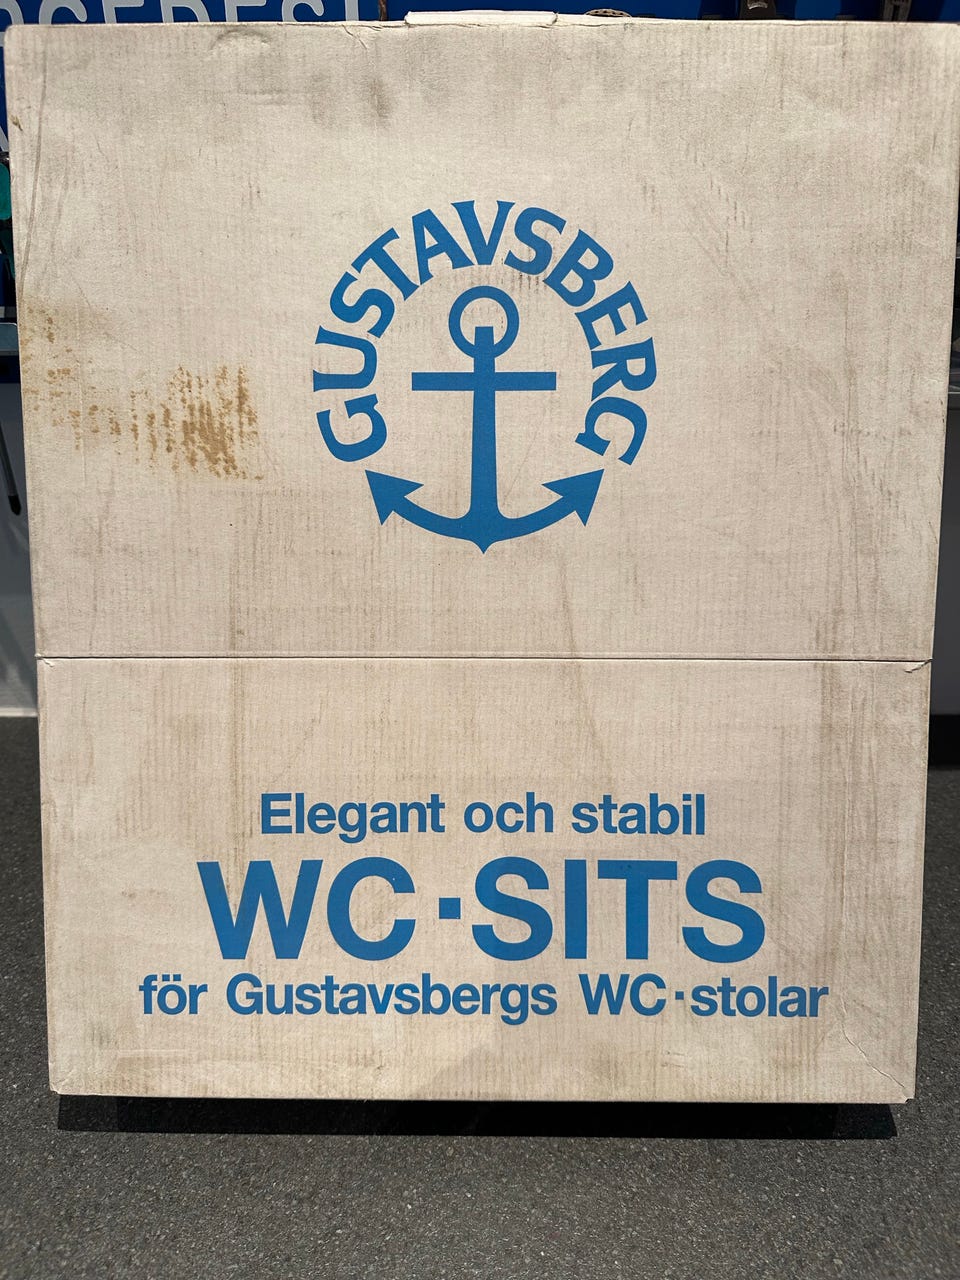 GUSTAVSBERG
Elegant och stabil
WC·SITS
för Gustavsbergs WC·stolar